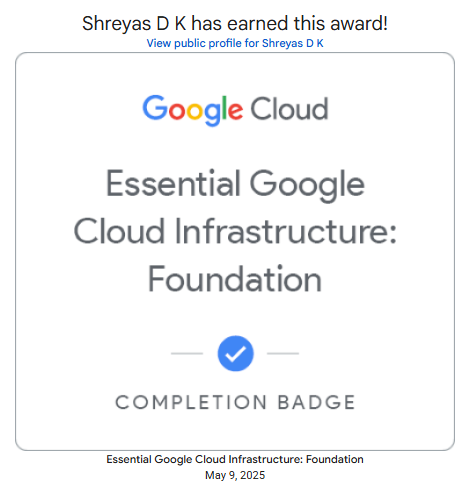 Shreyas D K has earned this award!
View public profile for Shreyas D K
Google Cloud
Essential Google
Cloud Infrastructure:
Foundation
COMPLETION BADGE
Essential Google Cloud Infrastructure: Foundation
May 9, 2025